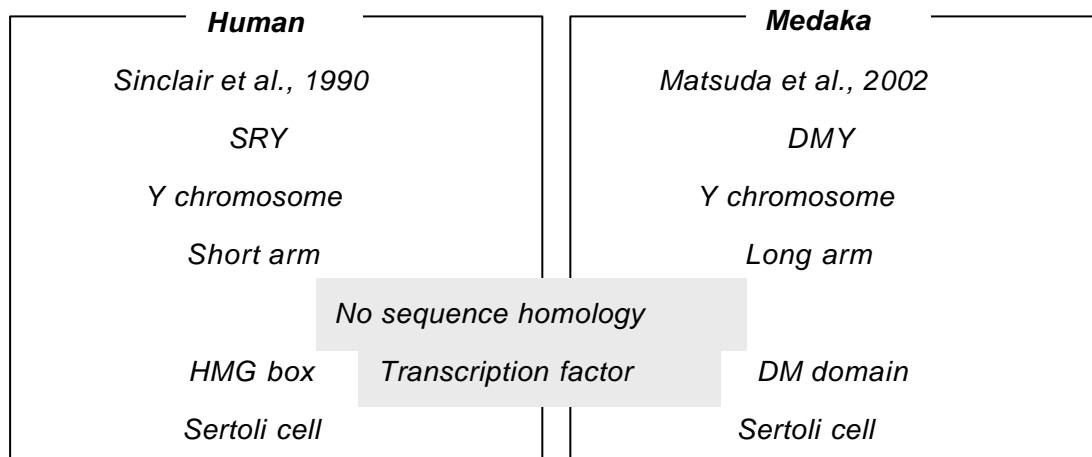 Human Medaka
Sinclair et al., 1990 Matsuda et al., 2002
SRY DMY
Y chromosome Y chromosome
Short arm Long arm
No sequence homology
HMG box Transcription factor DM domain
Sertoli cell Sertoli cell